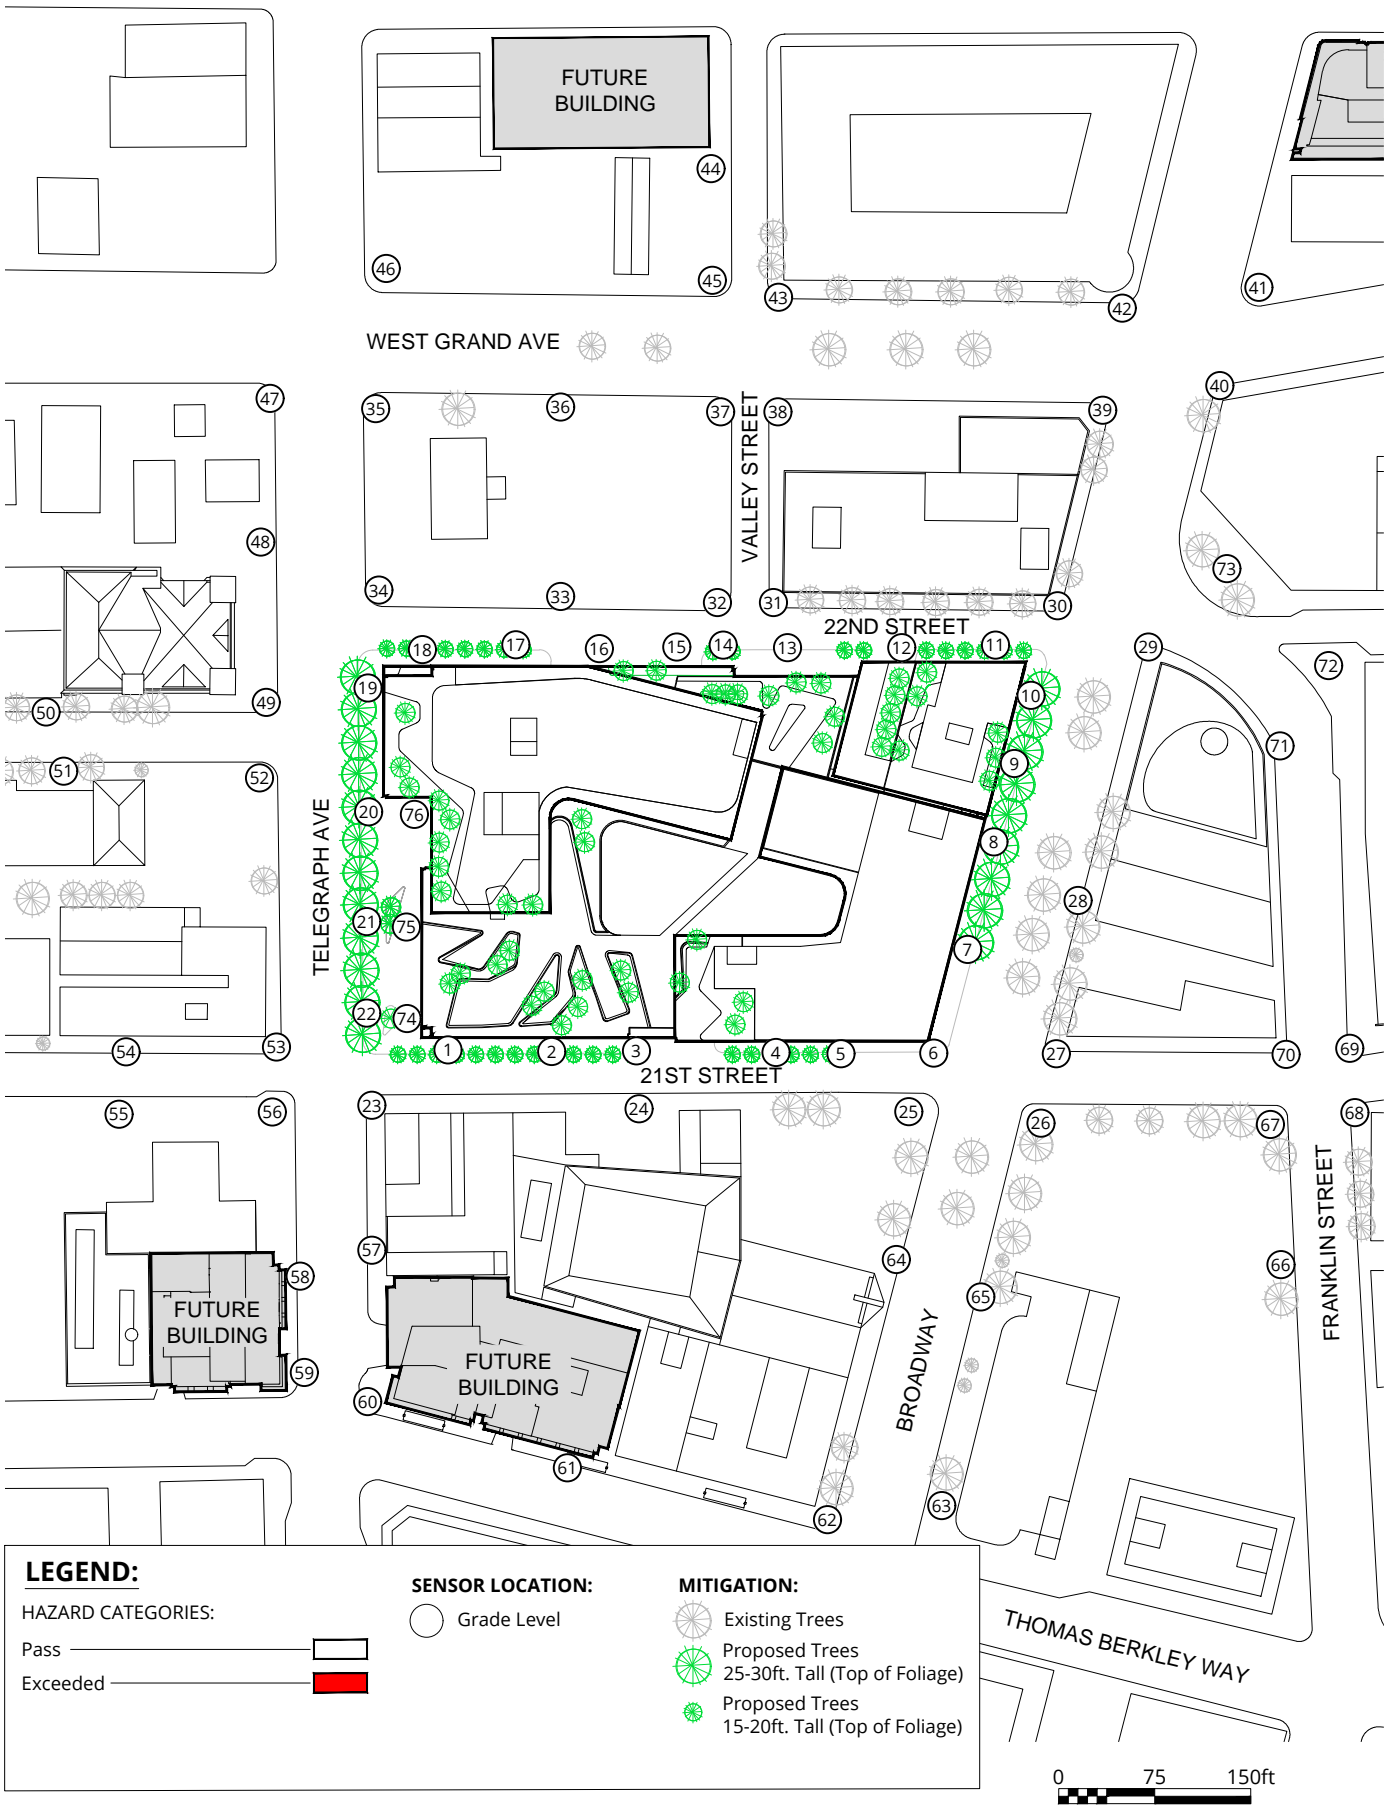 FUTURE
BUILDING
44
46
45
43
42
41
WEST GRAND AVE
47
35
36
37
38
39
40
VALLEY STREET
48
73
34
33
32
31
30
22ND STREET
50
49
18
17
16
15
14
13
12
11
29
72
19
10
51
52
9
71
20
76
8
TELEGRAPH AVE
21
75
28
7
22
74
54
53
1
2
3
4
5
6
27
70
69
21ST STREET
55
56
23
24
25
26
67
68
57
64
66
58
65
FRANKLIN STREET
FUTURE
BUILDING
59
FUTURE
BUILDING
BROADWAY
60
61
62
63
LEGEND:
HAZARD CATEGORIES:
Pass
Exceeded
SENSOR LOCATION:
Grade Level
MITIGATION:
Existing Trees
Proposed Trees
25-30ft. Tall (Top of Foliage)
Proposed Trees
15-20ft. Tall (Top of Foliage)
THOMAS BERKLEY WAY
0 75 150ft